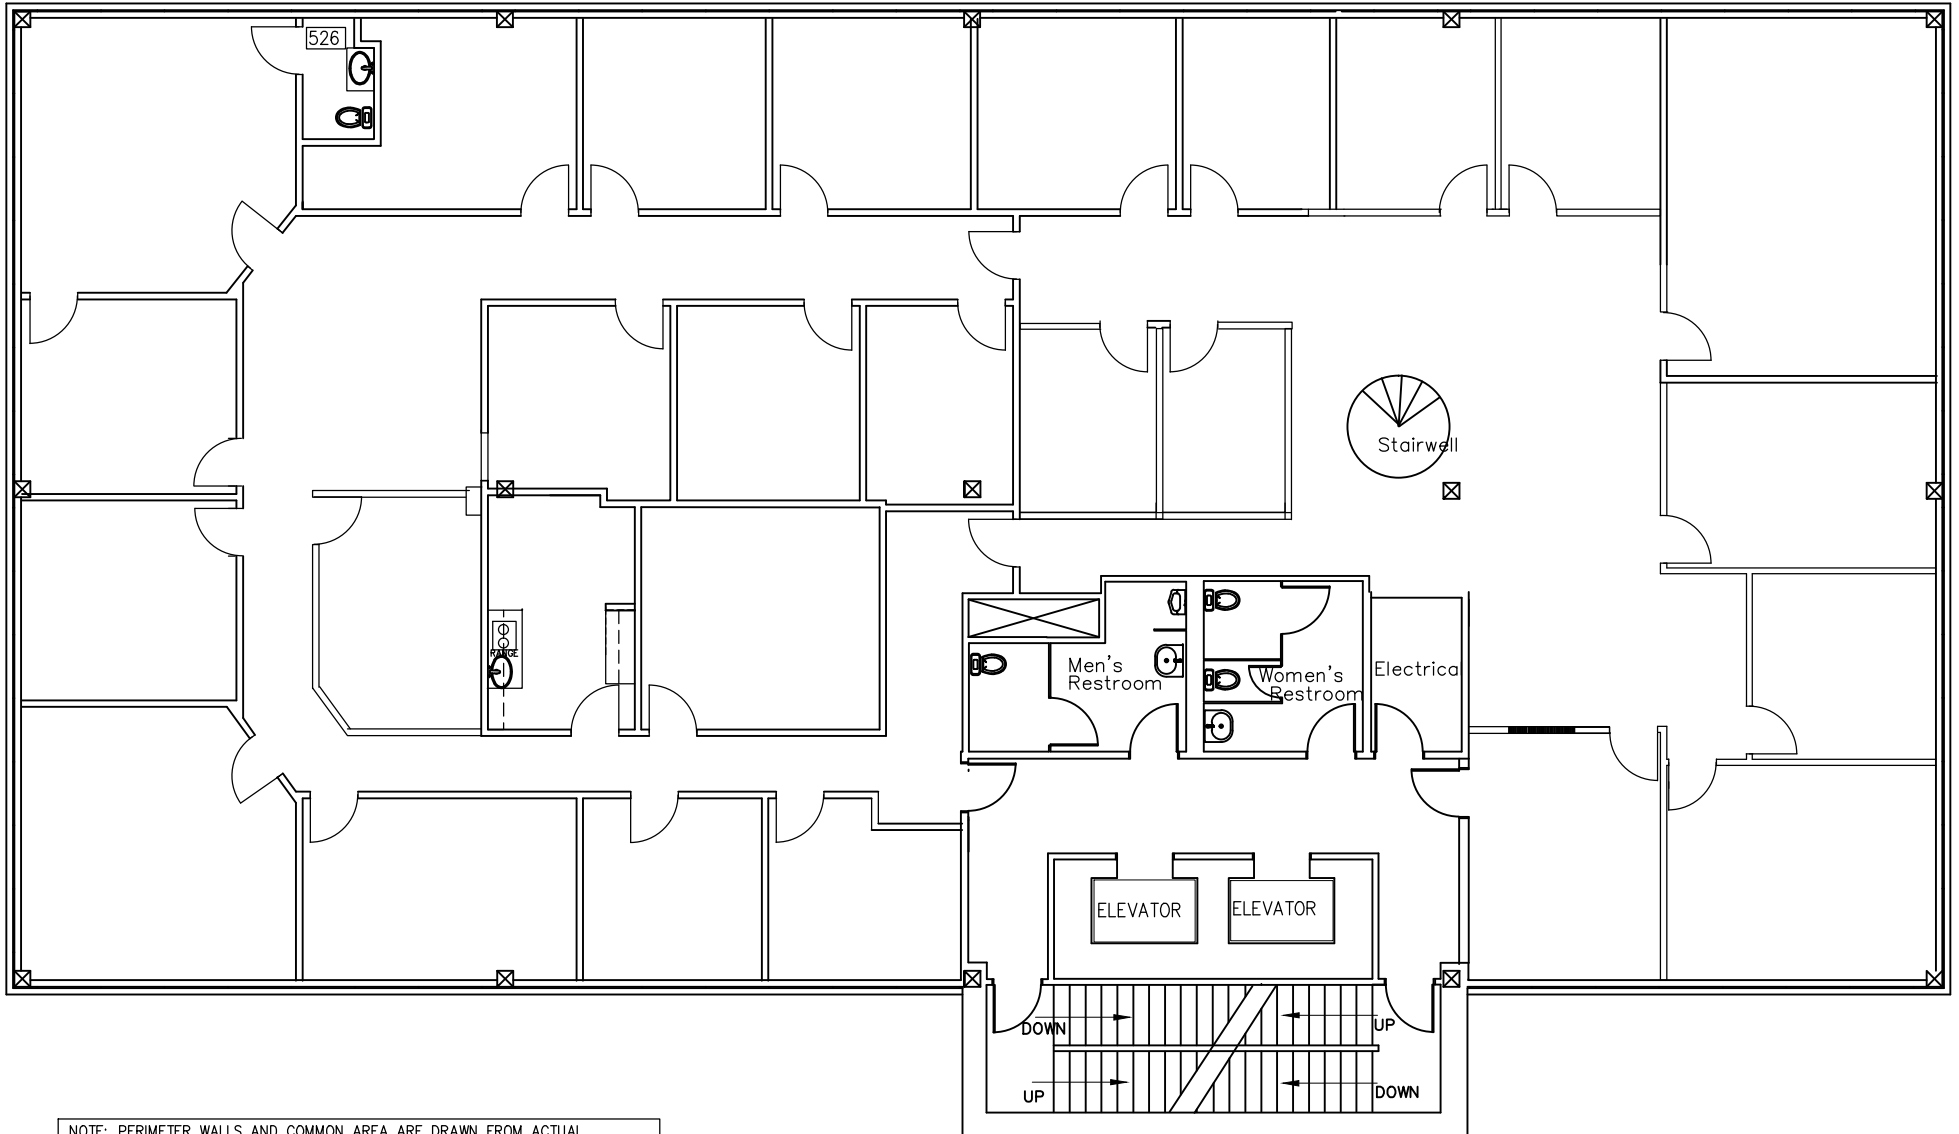 526
Stairwell
RANGE
Men's
Restroom
Women's
Restroom
Electrica
ELEVATOR
ELEVATOR
DOWN
UP
UP
DOWN
NOTE: PERIMETER WALLS AND COMMON AREA ARE DRAWN FROM ACTUAL